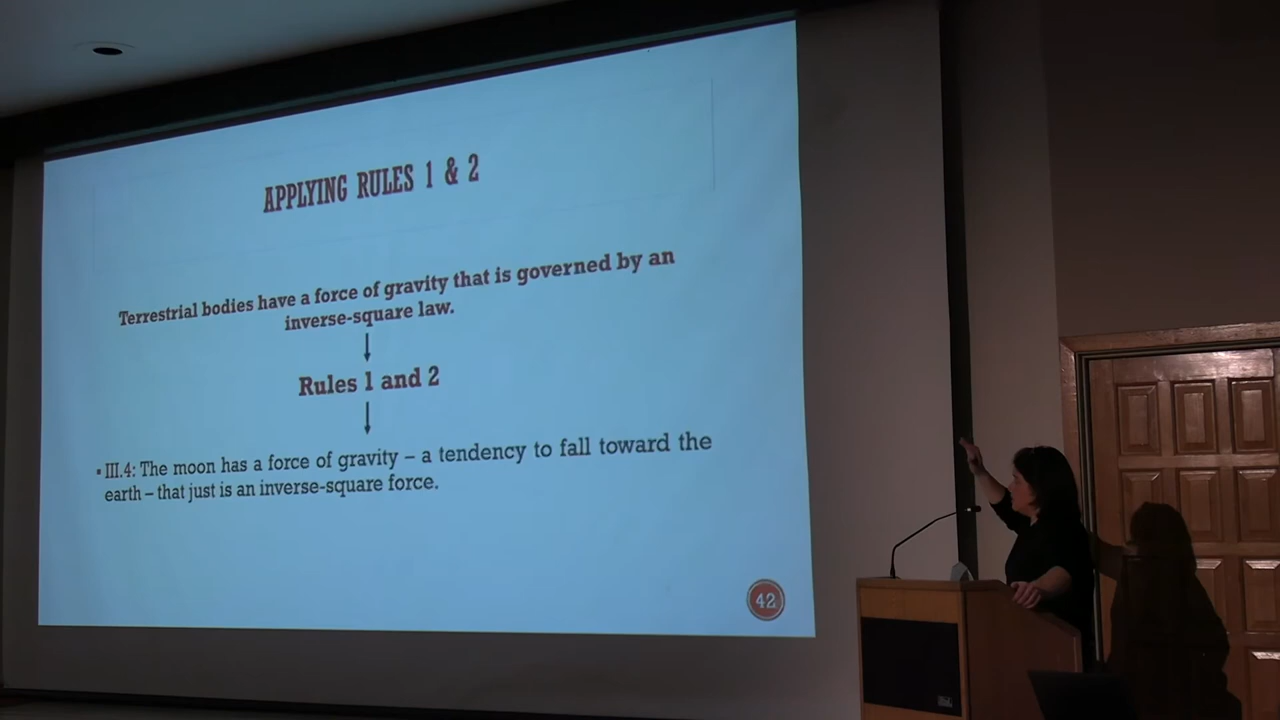 APPLYING RULES 1 & 2
Terrestrial bodies have a force of gravity that is governed by an
inverse-square law.
Rules 1 and 2
▪ III.4: The moon has a force of gravity – a tendency to fall toward the
earth – that just is an inverse-square force.
42